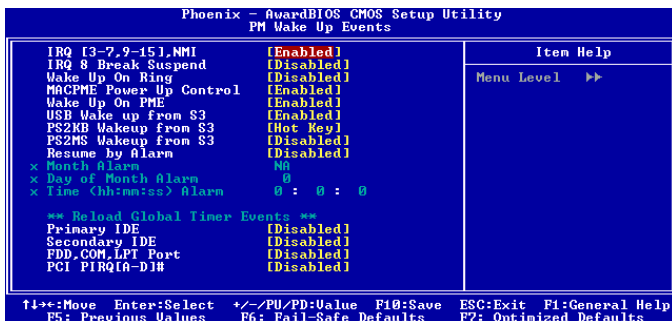 Phoenix - AwardBIOS CMOS Setup Utility
PM Wake Up Events
IRQ [3-7,9-15],NMI [Enabled]
IRQ 8 Break Suspend [Disabled]
Wake Up On Ring [Disabled]
MACPME Power Up Control [Enabled]
Wake Up On PME [Enabled]
USB Wake up from S3 [Enabled]
PS2KB Wakeup from S3 [Hot Key]
PS2MS Wakeup from S3 [Disabled]
Resume by Alarm [Disabled]
x Month Alarm NA
x Day of Month Alarm 0
x Time (hh:mm:ss) Alarm 0 : 0 : 0
** Reload Global Timer Events **
Primary IDE [Disabled]
Secondary IDE [Disabled]
FDD,COM,LPT Port [Disabled]
PCI PIRQ[A-D]# [Disabled]
Item Help
Menu Level ▸▸
↑↓→←:Move Enter:Select +/-/PU/PD:Value F10:Save ESC:Exit F1:General Help
F5: Previous Values F6: Fail-Safe Defaults F7: Optimized Defaults